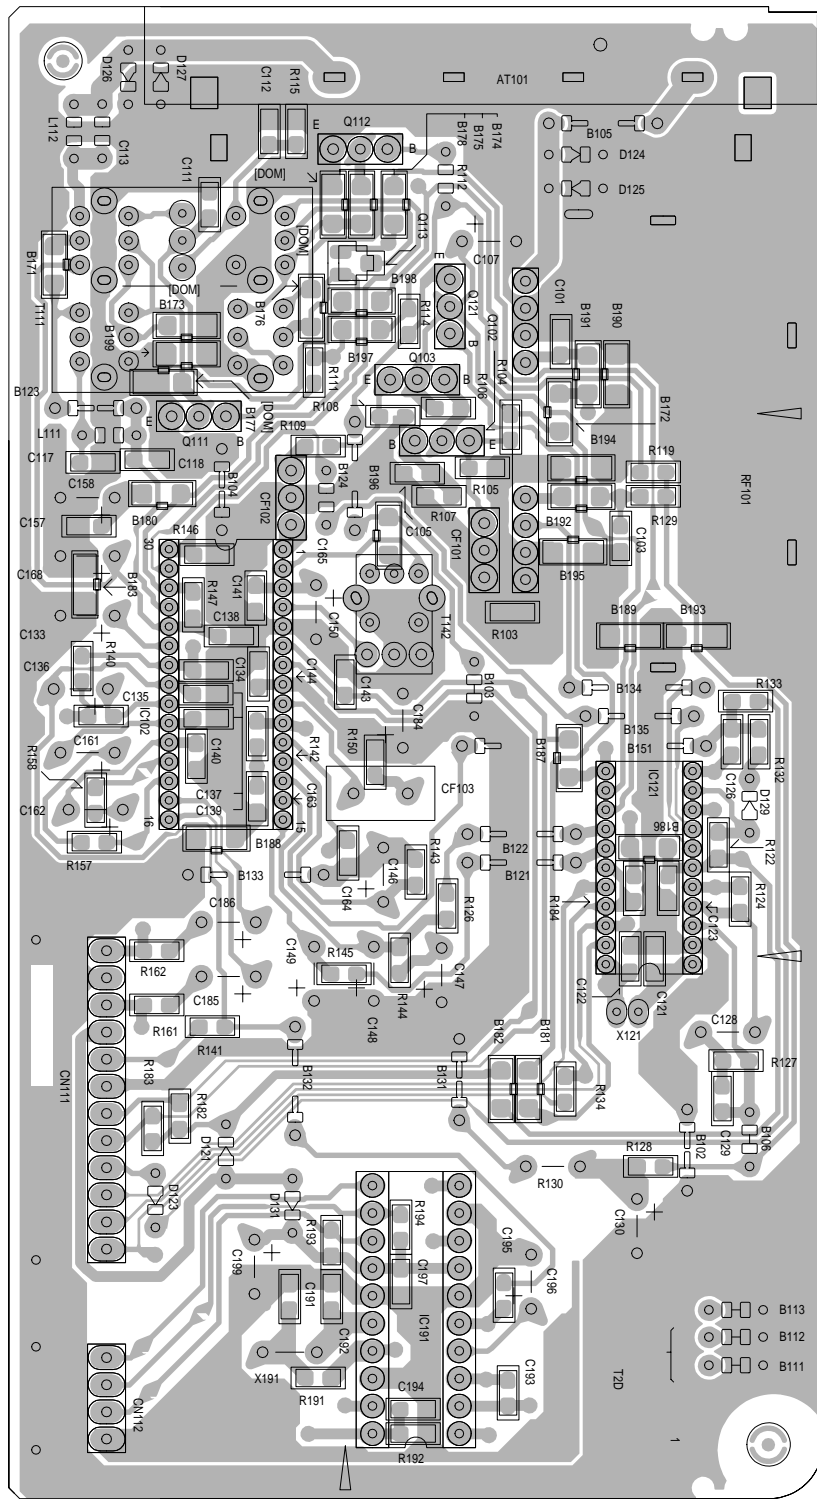 D126
D127
C112
R115
AT101
L112
C113
E
Q112
B
B178
B175
B174
B105
D124
D125
C111
[DOM]
R112
Q113
C107
B171
[DOM]
[DOM]
T111
B173
B176
B198
B199
R114
E
Q121
B
Q102
C101
B191
B190
B197
R111
Q103
E
B
R104
R106
B172
B123
L111
E
Q111
B
B177
[DOM]
R108
R109
B
E
B194
R119
C117
C118
B104
CF102
B124
B196
R105
R107
RF101
C158
B180
C157
R146
30
1
C165
C105
CF101
B192
R129
C103
B195
C168
B183
R147
C141
C138
C150
T142
R103
B189
B193
C133
C136
R140
C134
C144
C143
B103
B134
R133
C135
IC102
C184
B135
C161
R158
C140
R142
R150
B187
B151
IC121
C126
R132
C162
C137
C139
C163
CF103
D129
16
15
B186
R122
R157
B188
B122
B133
C164
C146
R143
B121
R126
R184
R124
C123
C186
R162
C149
R145
R144
C147
C122
C121
C185
R161
R141
C148
X121
C128
B182
B181
R127
CN111
R183
R182
B132
B131
R134
D121
B102
C129
B106
R128
D123
D131
R130
R193
R194
C130
C199
C197
C195
C196
C191
C192
IC191
B113
B112
B111
X191
R191
C194
C193
T2D
CN112
R192
1